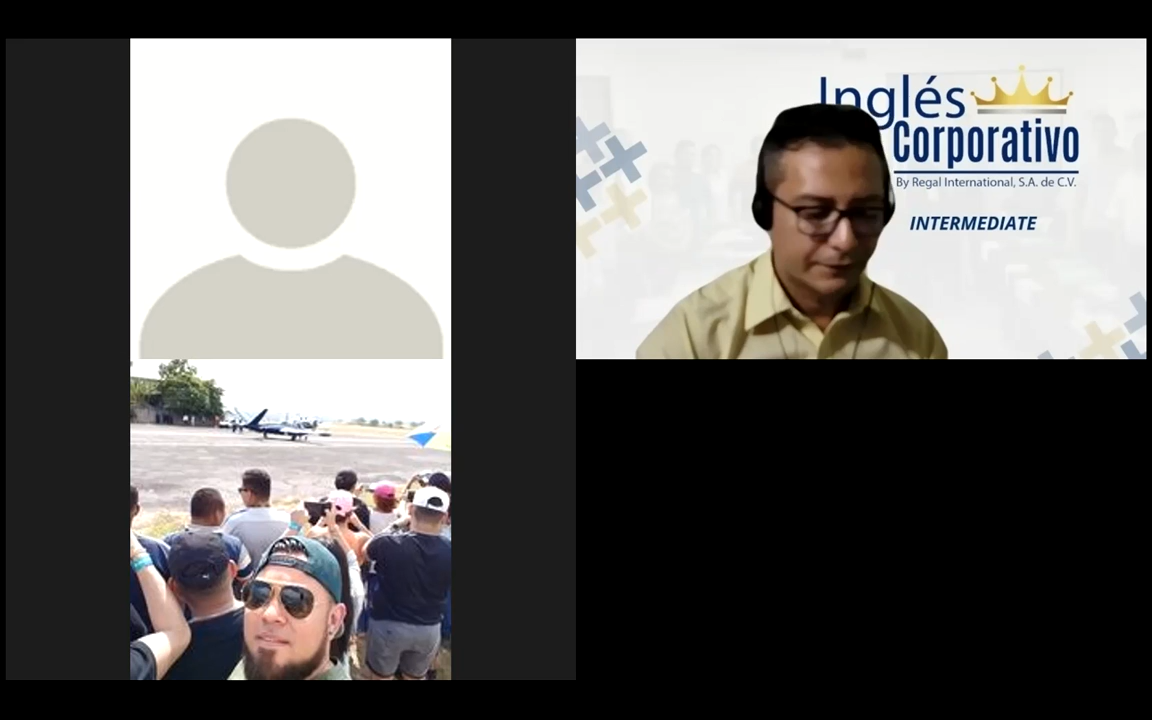 Inglés
Corporativo
By Regal International, S.A. de C.V.
INTERMEDIATE